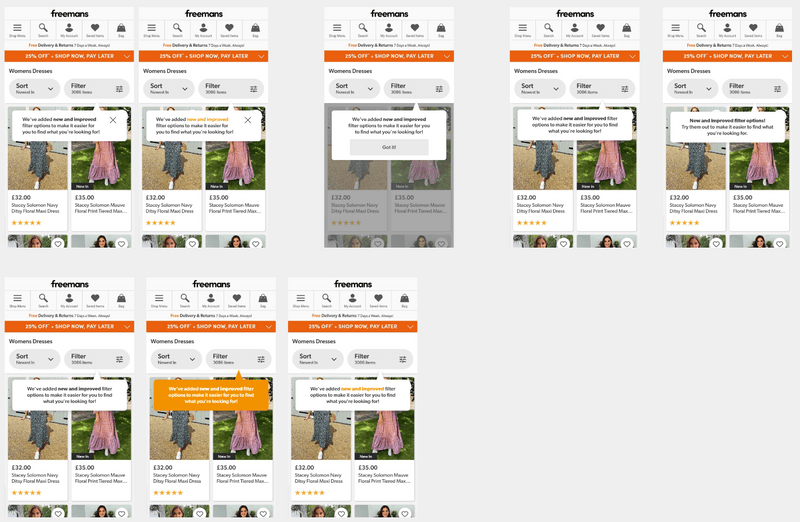 freemans
Shop Menu Search My Account Saved Items Bag
Free Delivery & Returns 7 Days a Week, Always!
25% OFF* + SHOP NOW, PAY LATER
Womens Dresses
Sort
Newest In
Filter
3086 items
We've added new and improved
filter options to make it easier for
you to find what you're looking for!
New In
£32.00
Stacey Solomon Navy
Ditsy Floral Maxi Dress
£35.00
Stacey Solomon Mauve
Floral Print Tiered Max...
freemans
Shop Menu Search My Account Saved Items Bag
Free Delivery & Returns 7 Days a Week, Always!
25% OFF* + SHOP NOW, PAY LATER
Womens Dresses
Sort
Newest In
Filter
3086 items
We've added new and improved
filter options to make it easier for
you to find what you're looking for!
New In
£32.00
Stacey Solomon Navy
Ditsy Floral Maxi Dress
£35.00
Stacey Solomon Mauve
Floral Print Tiered Max...
freemans
Shop Menu Search My Account Saved Items Bag
Free Delivery & Returns 7 Days a Week, Always!
25% OFF* + SHOP NOW, PAY LATER
Womens Dresses
Sort
Newest In
Filter
3086 items
We've added new and improved
filter options to make it easier for you
to find what you're looking for!
Got it!
New In
£32.00
Stacey Solomon Navy
Ditsy Floral Maxi Dress
£35.00
Stacey Solomon Mauve
Floral Print Tiered Max...
freemans
Shop Menu Search My Account Saved Items Bag
Free Delivery & Returns 7 Days a Week, Always!
25% OFF* + SHOP NOW, PAY LATER
Womens Dresses
Sort
Newest In
Filter
3086 items
We've added new and improved filter
options to make it easier for you to find
what you're looking for!
New In
£32.00
Stacey Solomon Navy
Ditsy Floral Maxi Dress
£35.00
Stacey Solomon Mauve
Floral Print Tiered Max...
freemans
Shop Menu Search My Account Saved Items Bag
Free Delivery & Returns 7 Days a Week, Always!
25% OFF* + SHOP NOW, PAY LATER
Womens Dresses
Sort
Newest In
Filter
3086 items
New and improved filter options!
Try them out to make it easier to find what
you're looking for!
New In
£32.00
Stacey Solomon Navy
Ditsy Floral Maxi Dress
£35.00
Stacey Solomon Mauve
Floral Print Tiered Max...
freemans
Shop Menu Search My Account Saved Items Bag
Free Delivery & Returns 7 Days a Week, Always!
25% OFF* + SHOP NOW, PAY LATER
Womens Dresses
Sort
Newest In
Filter
3086 items
We've added new and improved filter
options to make it easier for you to find
what you're looking for!
New In
£32.00
Stacey Solomon Navy
Ditsy Floral Maxi Dress
£35.00
Stacey Solomon Mauve
Floral Print Tiered Max...
freemans
Shop Menu Search My Account Saved Items Bag
Free Delivery & Returns 7 Days a Week, Always!
25% OFF* + SHOP NOW, PAY LATER
Womens Dresses
Sort
Newest In
Filter
3086 items
We've added new and improved filter
options to make it easier for you to find
what you're looking for!
New In
£32.00
Stacey Solomon Navy
Ditsy Floral Maxi Dress
£35.00
Stacey Solomon Mauve
Floral Print Tiered Max...
freemans
Shop Menu Search My Account Saved Items Bag
Free Delivery & Returns 7 Days a Week, Always!
25% OFF* + SHOP NOW, PAY LATER
Womens Dresses
Sort
Newest In
Filter
3086 items
We've added new and improved filter
options to make it easier for you to find
what you're looking for!
New In
£32.00
Stacey Solomon Navy
Ditsy Floral Maxi Dress
£35.00
Stacey Solomon Mauve
Floral Print Tiered Max...